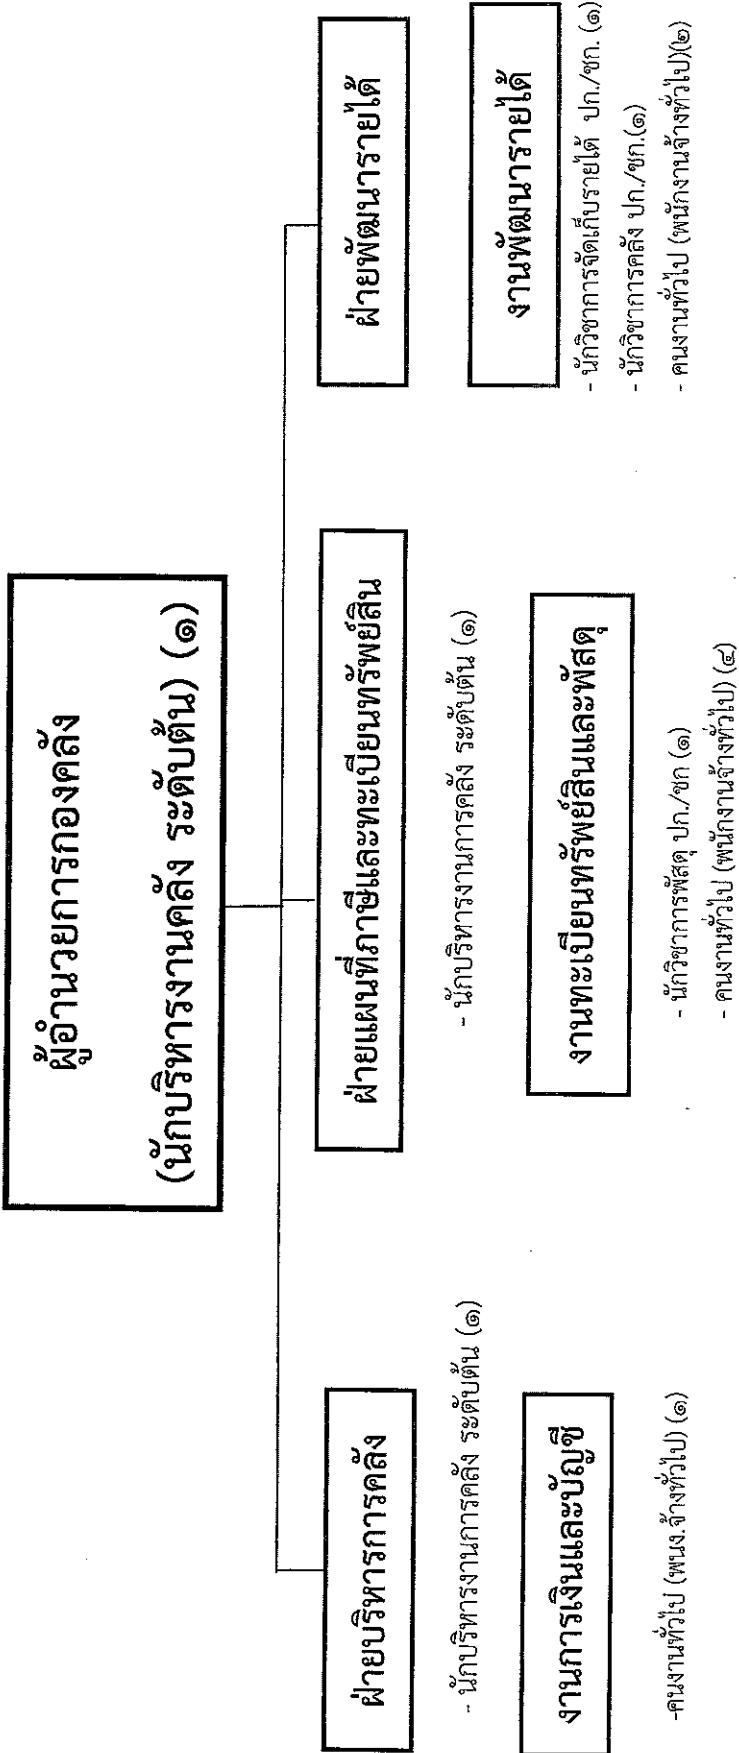 ผู้อำนวยการกองคลัง
(นักบริหารงานคลัง ระดับต้น) (๑)
ฝ่ายบริหารการคลัง
- นักบริหารงานการคลัง ระดับต้น (๑)
งานการเงินและบัญชี
-คนงานทั่วไป (พนง.จ้างทั่วไป) (๑)
ฝ่ายแผนที่ภาษีและทะเบียนทรัพย์สิน
- นักบริหารงานการคลัง ระดับต้น (๑)
งานทะเบียนทรัพย์สินและพัสดุ
- นักวิชาการพัสดุ ปก./ชก (๑)
- คนงานทั่วไป (พนักงานจ้างทั่วไป) (๔)
ฝ่ายพัฒนารายได้
งานพัฒนารายได้
- นักวิชาการจัดเก็บรายได้ ปก./ชก. (๑)
- นักวิชาการคลัง ปก./ชก.(๑)
- คนงานทั่วไป (พนักงานจ้างทั่วไป)(๒)